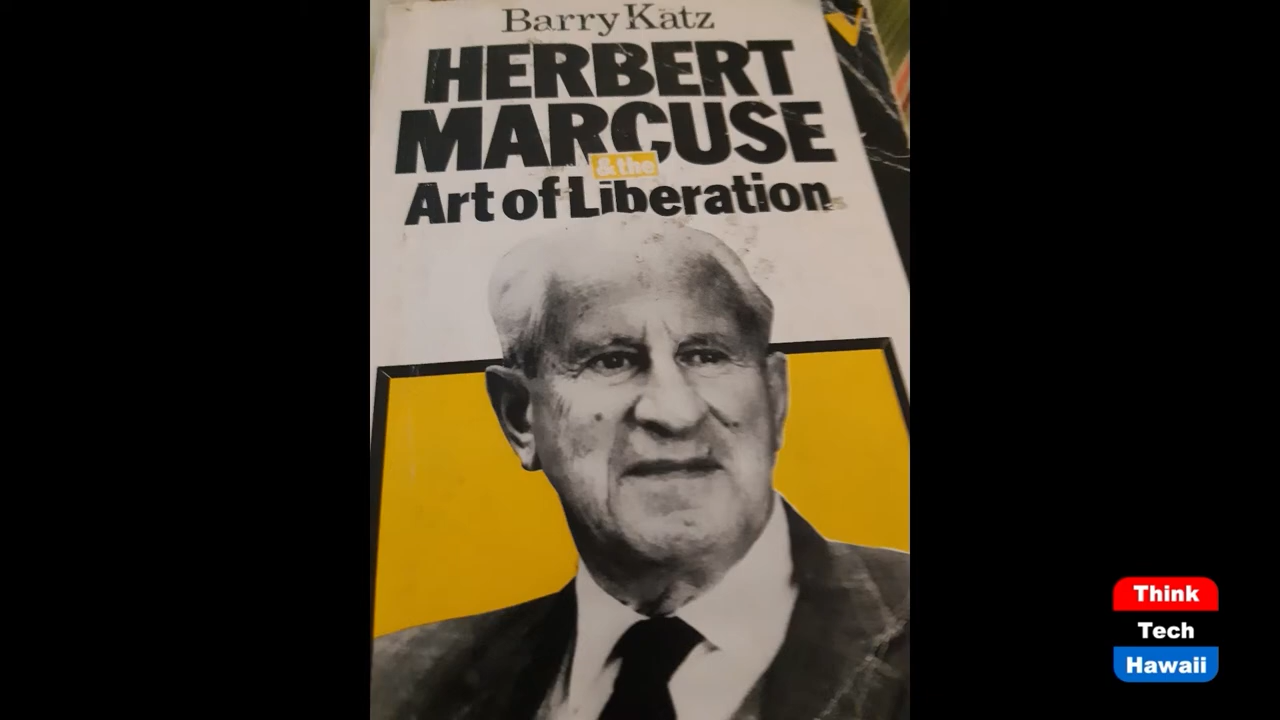 Barry Katz
HERBERT
MARCUSE
& the
Art of Liberation
Think
Tech
Hawaii